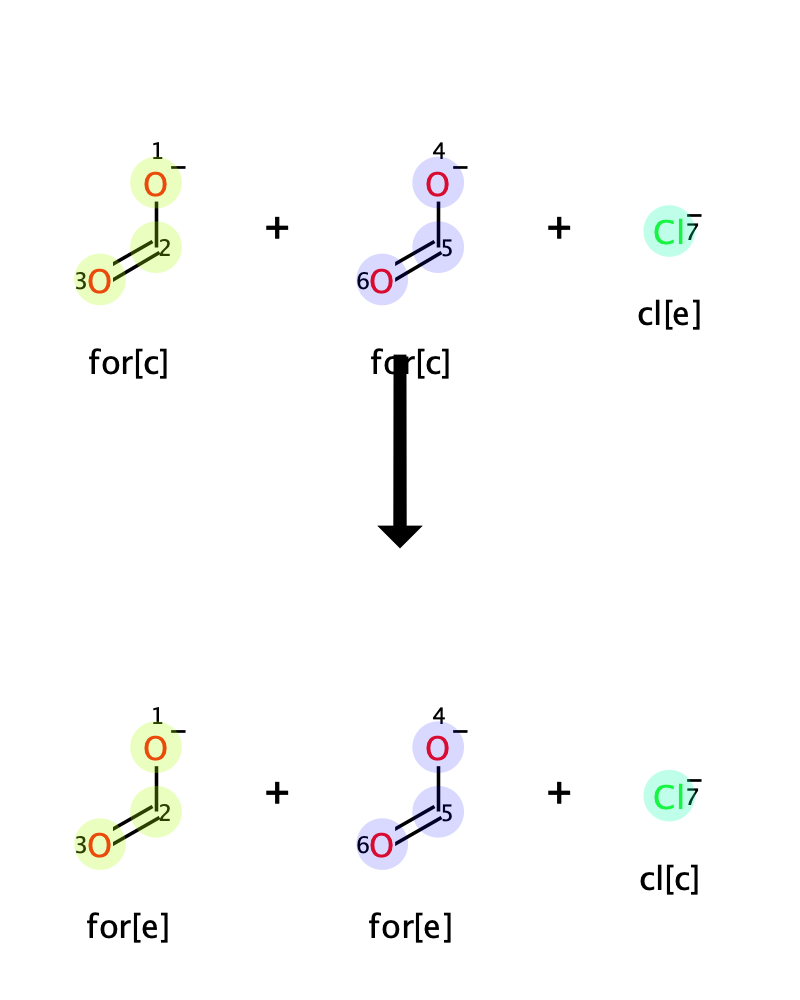 1 4
O− O− Cl−
+ +
2 5 7
3O 6O
cl[e]
for[c] for[c]
1 4
O− O− Cl−
+ +
2 5 7
3O 6O
cl[c]
for[e] for[e]